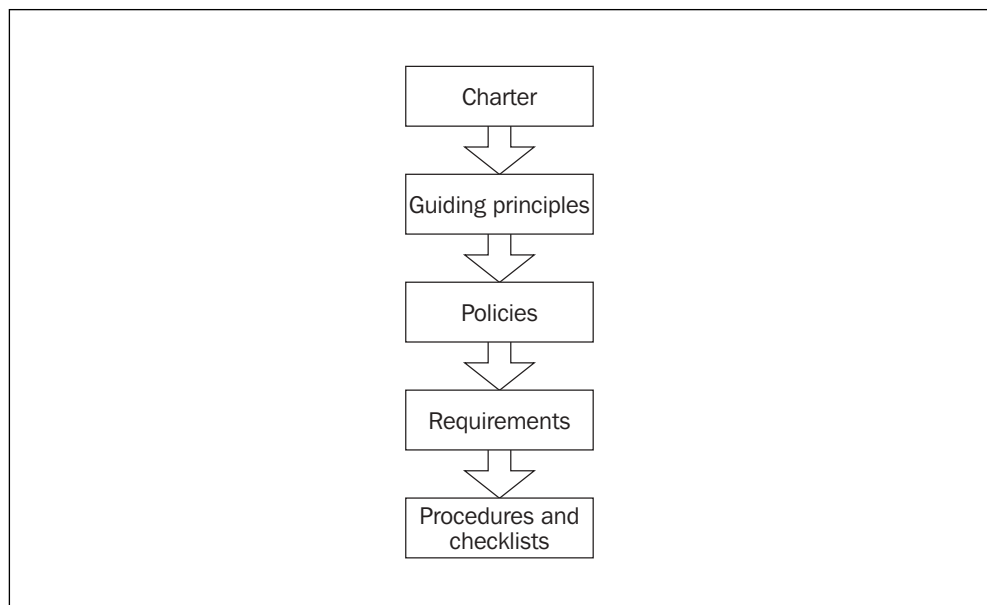 Charter
Guiding principles
Policies
Requirements
Procedures and
checklists